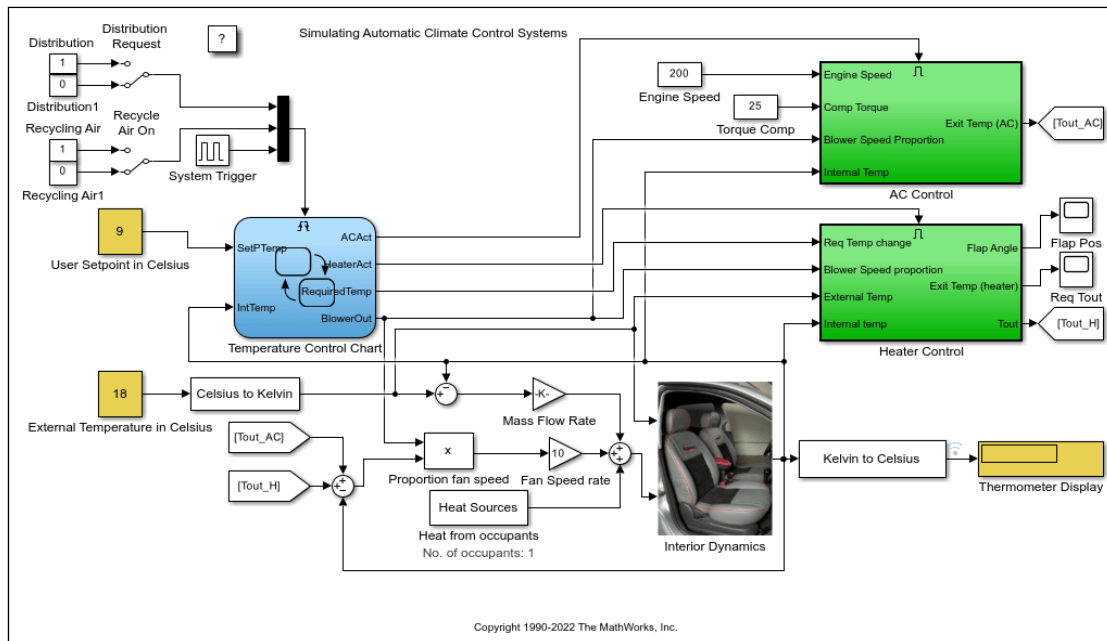 Simulating Automatic Climate Control Systems
Distribution
Distribution
Request
?
1
0
Distribution1
Recycling Air
Recycle
Air On
1
0
Recycling Air1
System Trigger
200
Engine Speed
25
Torque Comp
Engine Speed
Comp Torque
Blower Speed Proportion
Internal Temp
Exit Temp (AC)
AC Control
[Tout_AC]
9
User Setpoint in Celsius
SetPTemp
IntTemp
ACAct
HeaterAct
RequiredTemp
BlowerOut
Temperature Control Chart
Req Temp change
Blower Speed proportion
External Temp
Internal temp
Flap Angle
Exit Temp (heater)
Tout
Heater Control
Flap Pos
Req Tout
[Tout_H]
18
External Temperature in Celsius
Celsius to Kelvin
-K-
Mass Flow Rate
[Tout_AC]
[Tout_H]
x
Proportion fan speed
10
Fan Speed rate
Heat Sources
Heat from occupants
No. of occupants: 1
Interior Dynamics
Kelvin to Celsius
Thermometer Display
Copyright 1990-2022 The MathWorks, Inc.